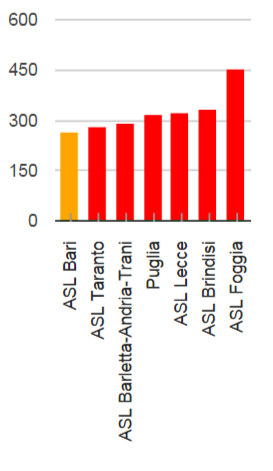 600
450
300
150
0
ASL Bari
ASL Taranto
ASL Barletta-Andria-Trani
Puglia
ASL Lecce
ASL Brindisi
ASL Foggia